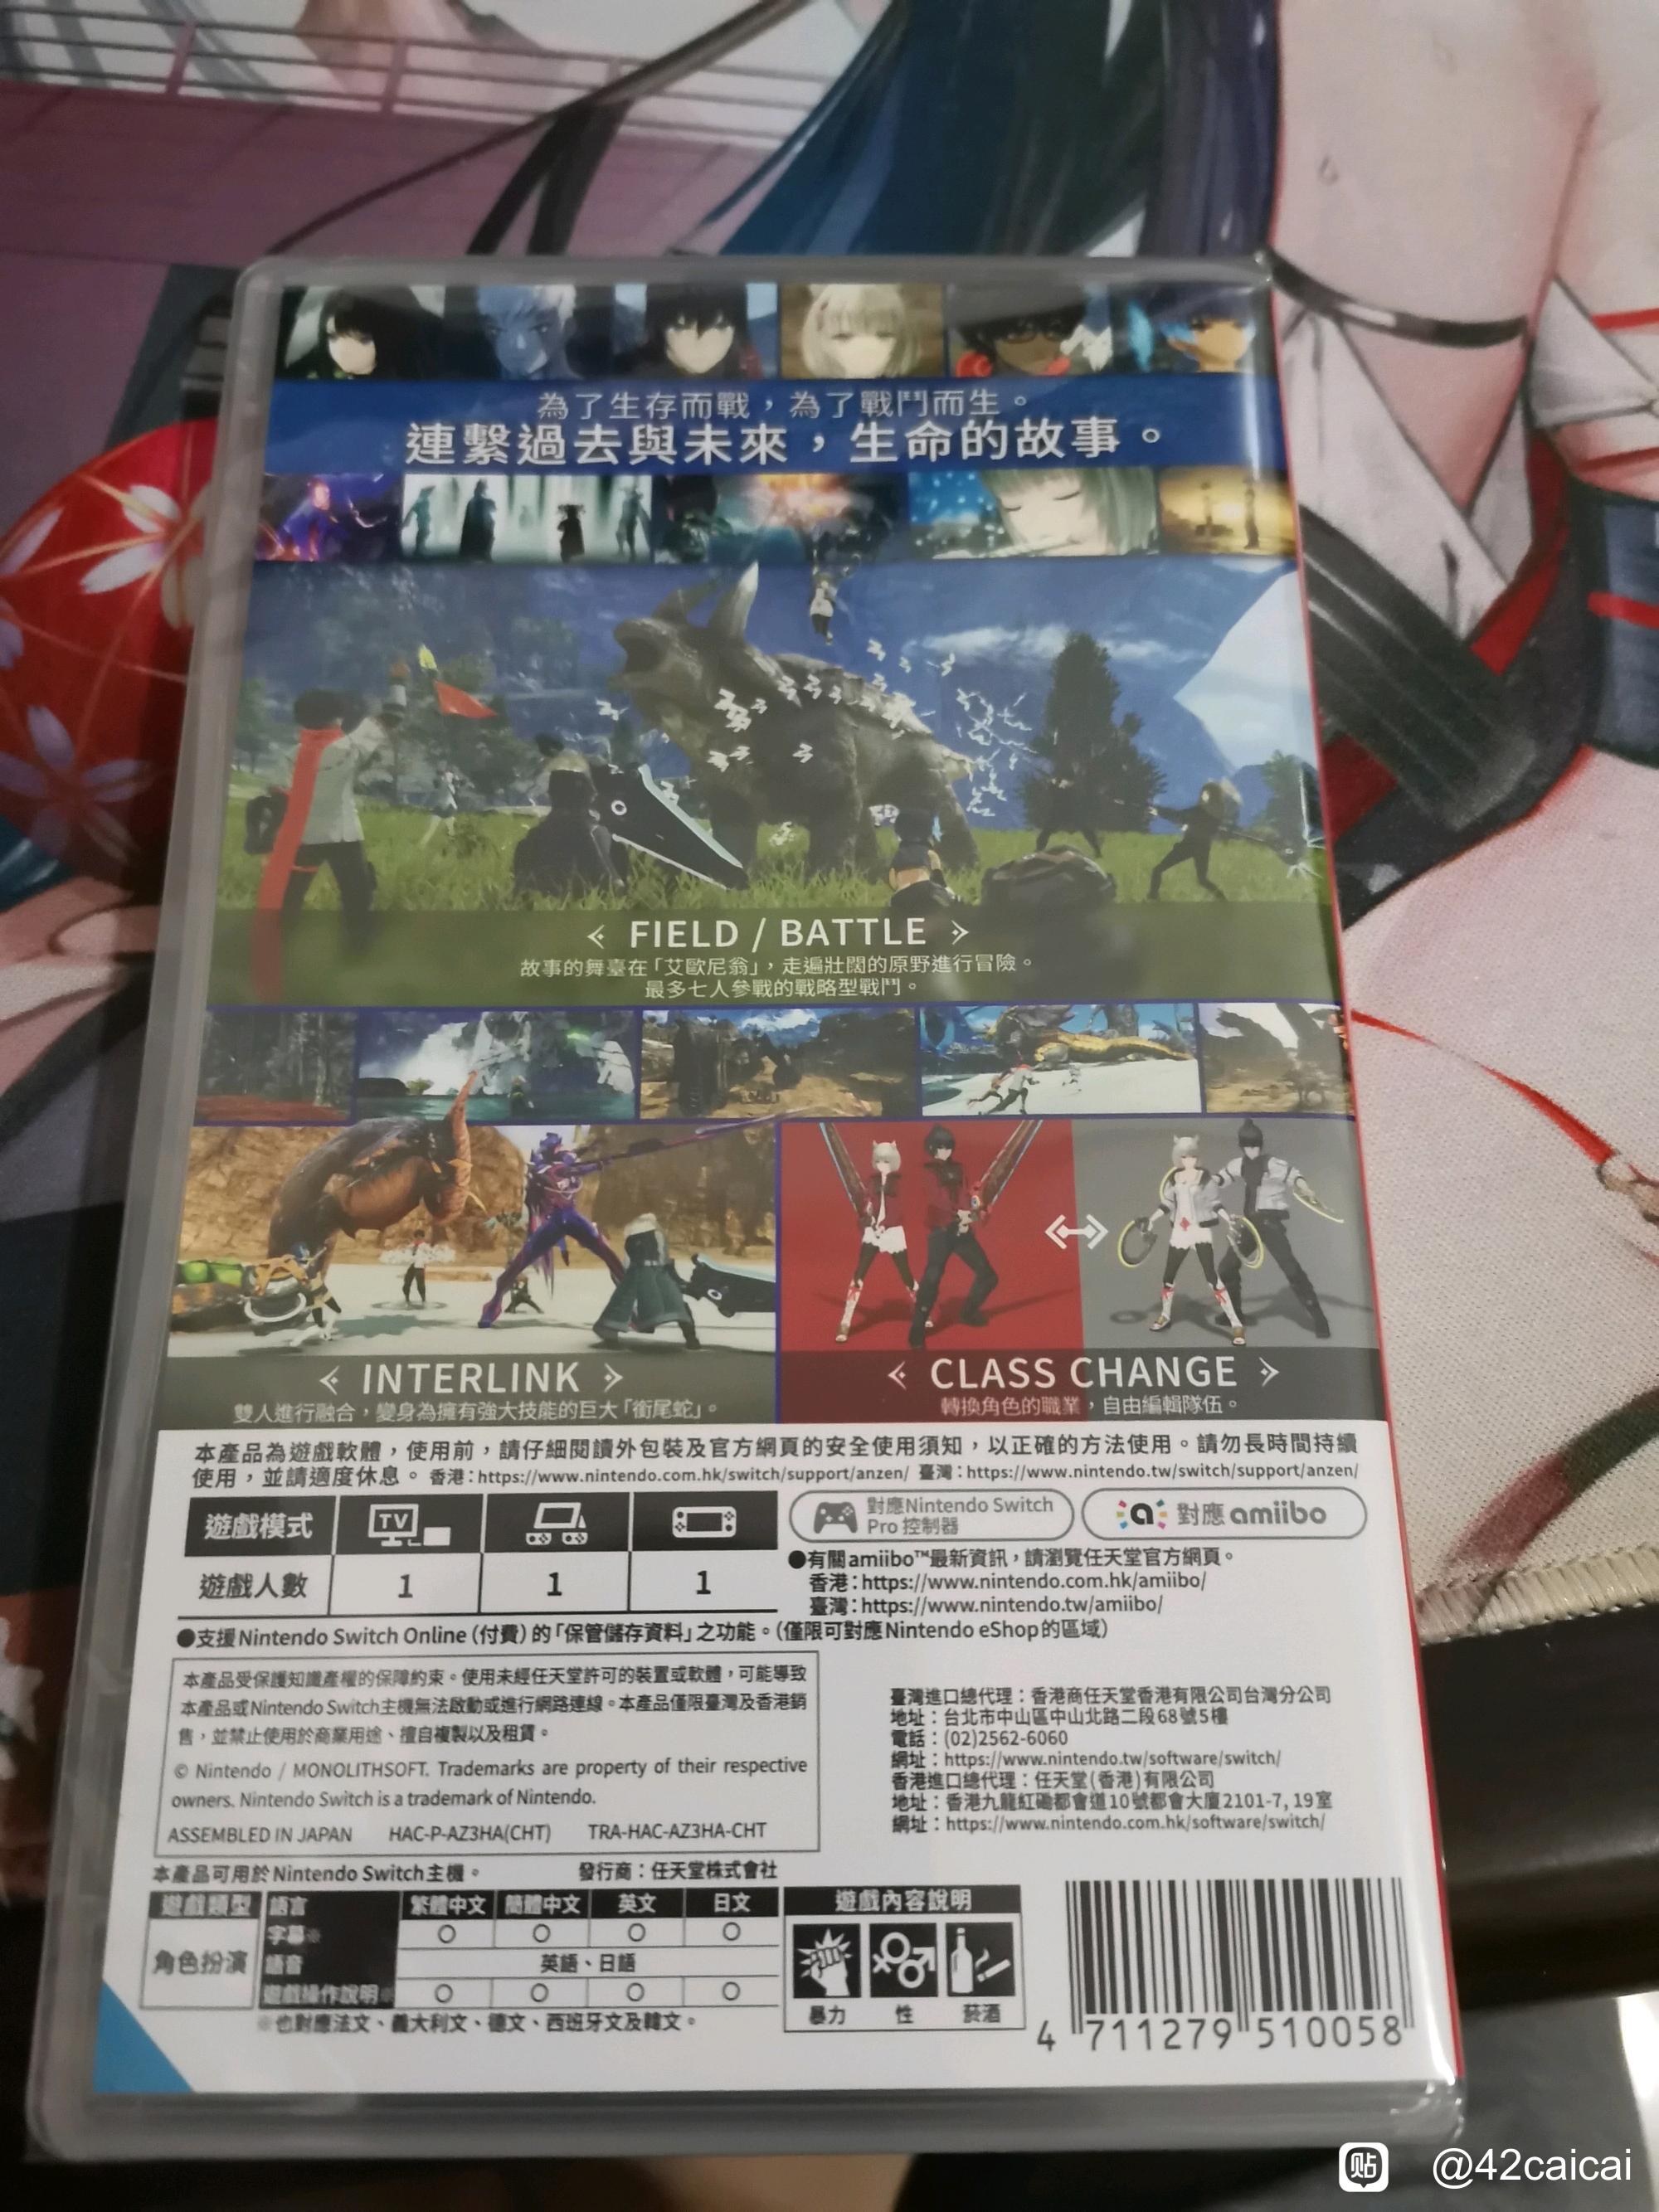 為了生存而戰，為了戰鬥而生。
連繫過去與未來，生命的故事。
FIELD / BATTLE
故事的舞臺在「艾歐尼翁」，走遍壯闊的原野進行冒險。
最多七人參戰的戰略型戰鬥。
INTERLINK
雙人進行融合，變身為擁有強大技能的巨大「銜尾蛇」。
CLASS CHANGE
轉換角色的職業，自由編輯隊伍。
本產品為遊戲軟體，使用前，請仔細閱讀外包裝及官方網頁的安全使用須知，以正確的方法使用。請勿長時間持續
使用，並請適度休息。香港：https://www.nintendo.com.hk/switch/support/anzen/ 臺灣：https://www.nintendo.tw/switch/support/anzen/
遊戲模式 TV
遊戲人數 1 1 1
對應Nintendo Switch
Pro 控制器
對應 amiibo
●有關amiibo™最新資訊，請瀏覽任天堂官方網頁。
香港：https://www.nintendo.com.hk/amiibo/
臺灣：https://www.nintendo.tw/amiibo/
●支援Nintendo Switch Online（付費）的「保管儲存資料」之功能。（僅限可對應Nintendo eShop的區域）
本產品受保護知識產權的保障約束。使用未經任天堂許可的裝置或軟體，可能導致
本產品或Nintendo Switch主機無法啟動或進行網路連線。本產品僅限臺灣及香港銷
售，並禁止使用於商業用途、擅自複製以及租賃。
© Nintendo / MONOLITHSOFT. Trademarks are property of their respective
owners. Nintendo Switch is a trademark of Nintendo.
ASSEMBLED IN JAPAN HAC-P-AZ3HA(CHT) TRA-HAC-AZ3HA-CHT
臺灣進口總代理：香港商任天堂香港有限公司台灣分公司
地址：台北市中山區中山北路二段68號5樓
電話：(02)2562-6060
網址：https://www.nintendo.tw/software/switch/
香港進口總代理：任天堂(香港)有限公司
地址：香港九龍紅磡都會道10號都會大廈2101-7, 19室
網址：https://www.nintendo.com.hk/software/switch/
本產品可用於Nintendo Switch主機。 發行商：任天堂株式會社
遊戲類型
角色扮演
語言 繁體中文 簡體中文 英文 日文
字幕※ ○ ○ ○ ○
語音 英語、日語
遊戲操作說明※ ○ ○ ○ ○
※也對應法文、義大利文、德文、西班牙文及韓文。
遊戲內容說明
暴力 性 菸酒
4 711279 510058
贴 @42caicai